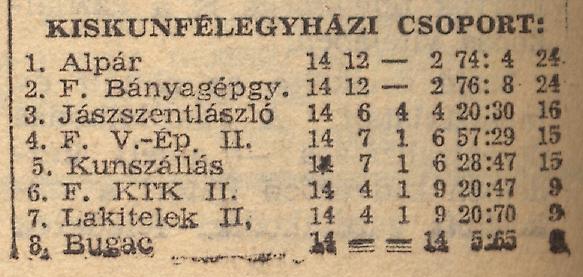 KISKUNFÉLEGYHÁZI CSOPORT:
1. Alpár 14 12 — 2 74: 4 24
2. F. Bányagépgy. 14 12 — 2 76: 8 24
3. Jászszentlászló 14 6 4 4 20:30 16
4. F. V.-Ép. II. 14 7 1 6 57:29 15
5. Kunszállás 14 7 1 6 28:47 15
6. F. KTK II. 14 4 1 9 20:47 9
7. Lakitelek II, 14 4 1 9 20:70 9
8. Bugac 14 — — 14 5:65